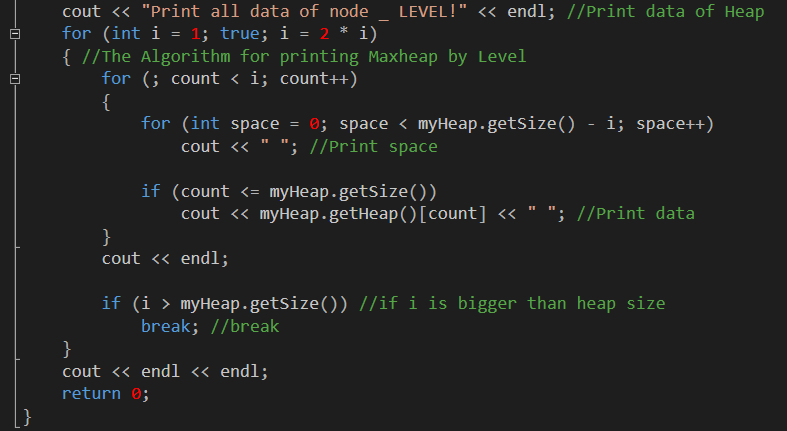 cout << "Print all data of node _ LEVEL!" << endl; //Print data of Heap
for (int i = 1; true; i = 2 * i)
{ //The Algorithm for printing Maxheap by Level
for (; count < i; count++)
{
for (int space = 0; space < myHeap.getSize() - i; space++)
cout << " "; //Print space
if (count <= myHeap.getSize())
cout << myHeap.getHeap()[count] << " "; //Print data
}
cout << endl;
if (i > myHeap.getSize()) //if i is bigger than heap size
break; //break
}
cout << endl << endl;
return 0;
}